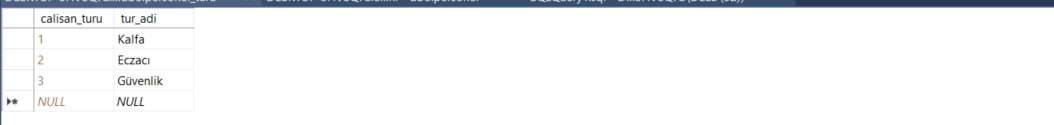 calisan_turu tur_adi
1 Kalfa
2 Eczacı
3 Güvenlik
NULL NULL